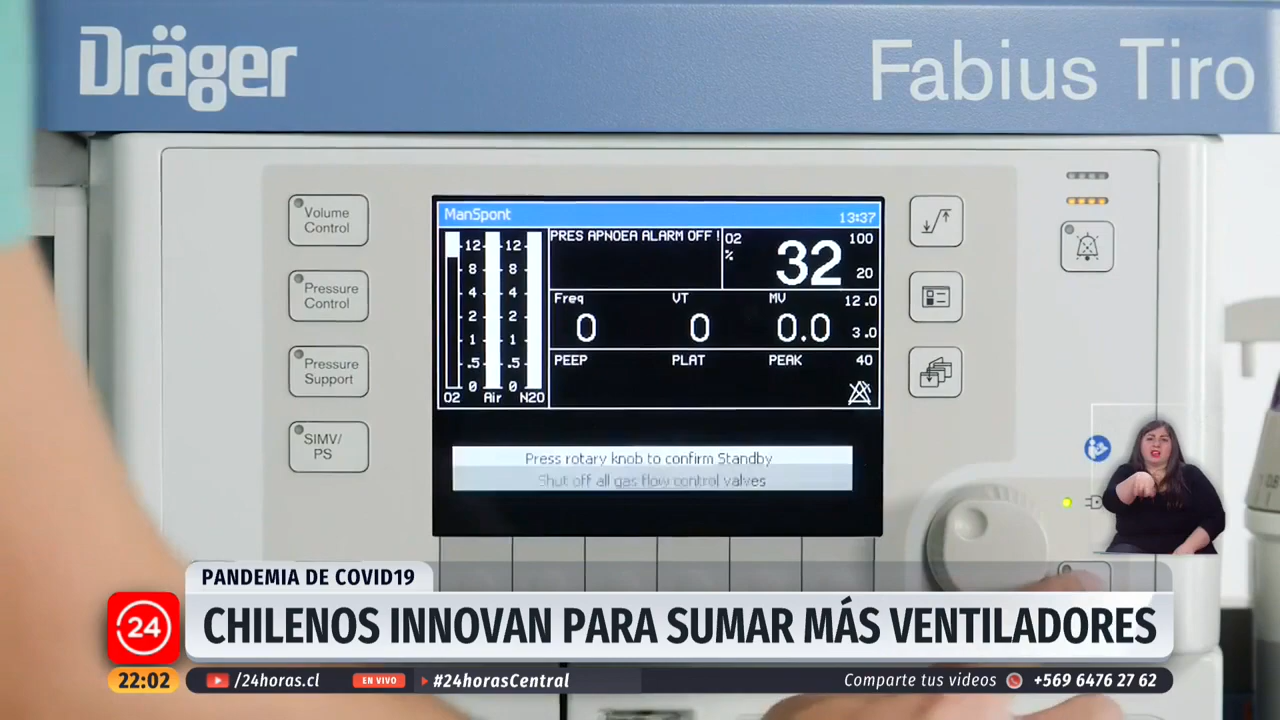 Dräger
Fabius Tiro
Volume
Control
Pressure
Control
Pressure
Support
SIMV/
PS
ManSpont
13:37
PRES APNOEA ALARM OFF !
O2
%
32
100
20
12
12
8
8
4
4
2
2
1
1
.5
.5
0
0
O2
Air
N2O
Freq
VT
MV
12.0
0
0
0.0
3.0
PEEP
PLAT
PEAK
40
Press rotary knob to confirm Standby
Shut off all gas flow control valves
PANDEMIA DE COVID19
24
CHILENOS INNOVAN PARA SUMAR MÁS VENTILADORES
22:02
/24horas.cl
EN VIVO
#24horasCentral
Comparte tus videos
+569 6476 27 62